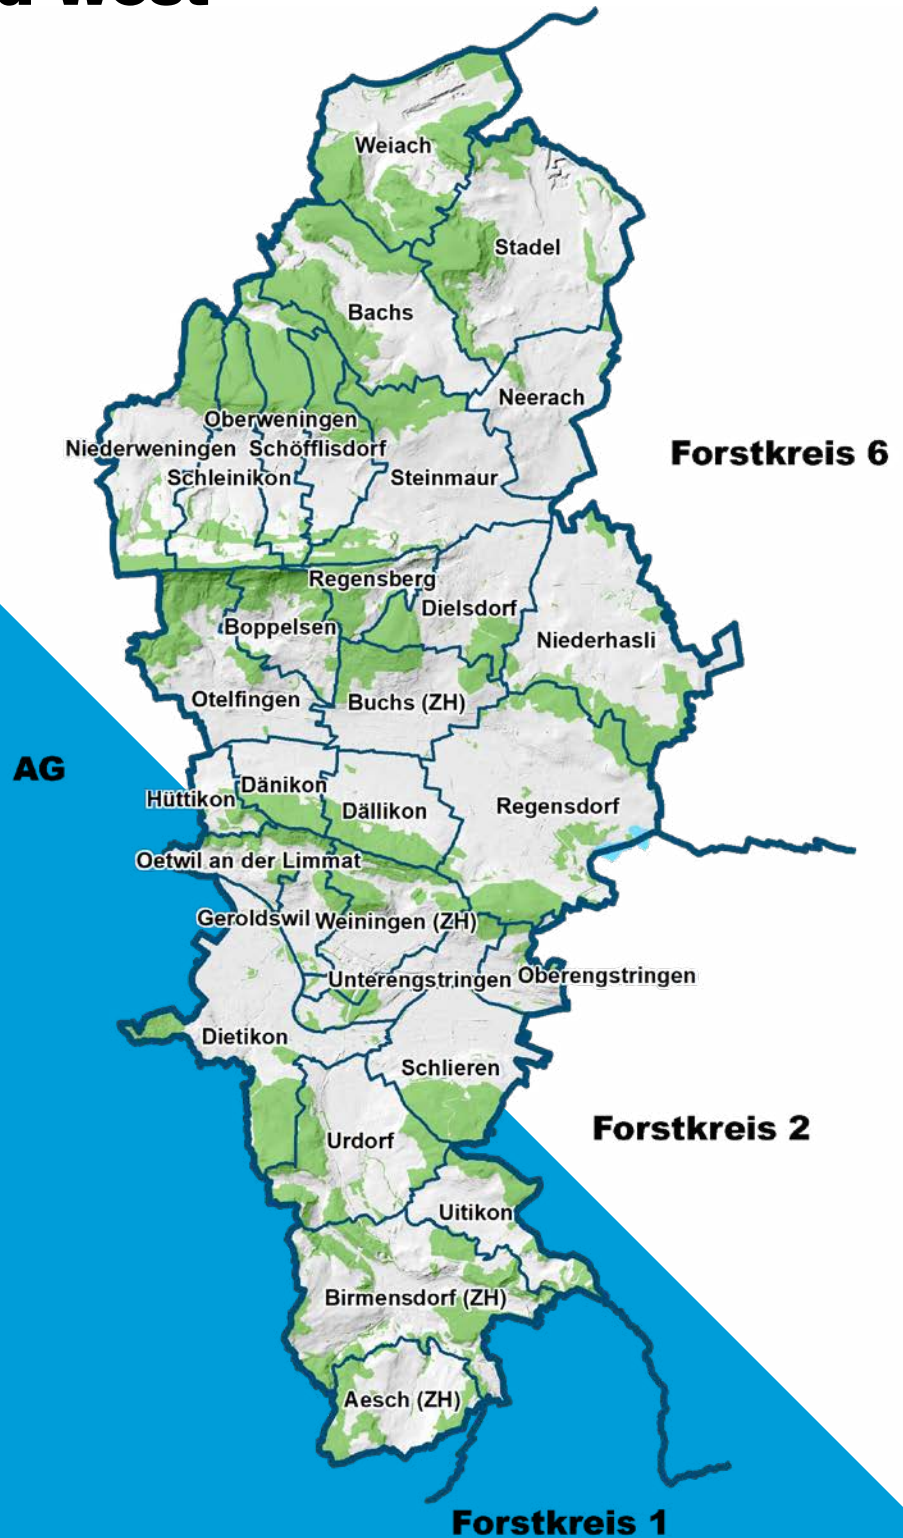 Weiach
Stadel
Bachs
Neerach
Oberweningen
Niederweningen
Schöfflisdorf
Forstkreis 6
Schleinikon
Steinmaur
Regensberg
Dielsdorf
Boppelsen
Niederhasli
Otelfingen
Buchs (ZH)
AG
Dänikon
Hüttikon
Dällikon
Regensdorf
Oetwil an der Limmat
Geroldswil
Weiningen (ZH)
Unterengstringen
Oberengstringen
Dietikon
Schlieren
Forstkreis 2
Urdorf
Uitikon
Birmensdorf (ZH)
Aesch (ZH)
Forstkreis 1